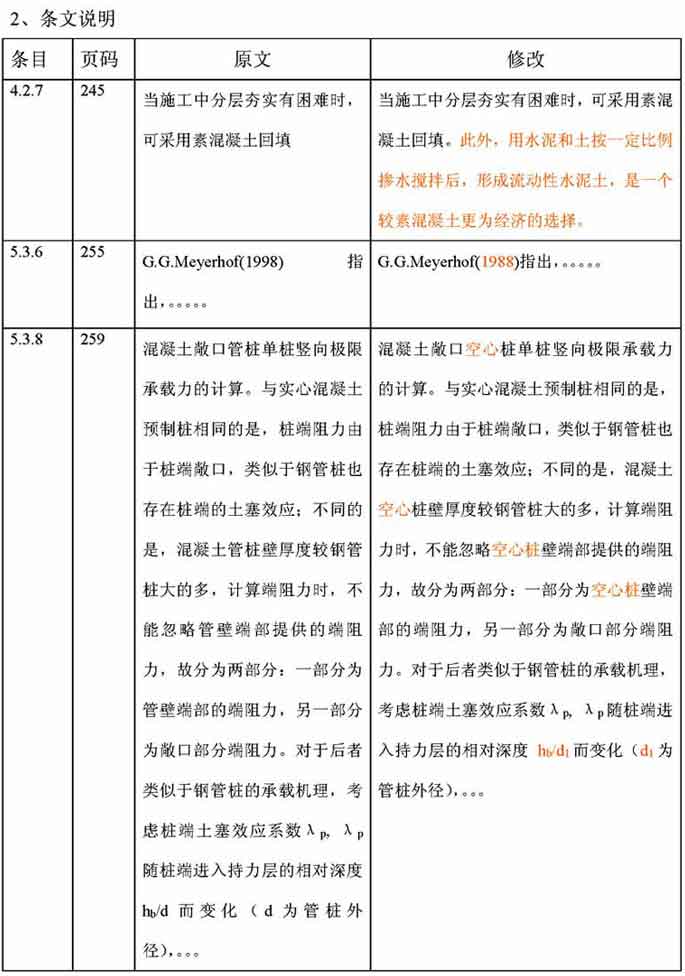 2、条文说明
条目 页码 原文 修改
4.2.7 245
当施工中分层夯实有困难时，
可采用素混凝土回填
当施工中分层夯实有困难时，可采用素混
凝土回填。此外，用水泥和土按一定比例
掺水搅拌后，形成流动性水泥土，是一个
较素混凝土更为经济的选择。
5.3.6 255
G.G.Meyerhof(1998) 指
出，。。。。。
G.G.Meyerhof(1988)指出，。。。。。
5.3.8 259
混凝土敞口管桩单桩竖向极限
承载力的计算。与实心混凝土
预制桩相同的是，桩端阻力由
于桩端敞口，类似于钢管桩也
存在桩端的土塞效应；不同的
是，混凝土管桩壁厚度较钢管
桩大的多，计算端阻力时，不
能忽略管壁端部提供的端阻
力，故分为两部分：一部分为
管壁端部的端阻力，另一部分
为敞口部分端阻力。对于后者
类似于钢管桩的承载机理，考
虑桩端土塞效应系数λp, λp
随桩端进入持力层的相对深度
hb/d 而变化（d 为管桩外
径），。。。
混凝土敞口空心桩单桩竖向极限承载力
的计算。与实心混凝土预制桩相同的是，
桩端阻力由于桩端敞口，类似于钢管桩也
存在桩端的土塞效应；不同的是，混凝土
空心桩壁厚度较钢管桩大的多，计算端阻
力时，不能忽略空心桩壁端部提供的端阻
力，故分为两部分：一部分为空心桩壁端
部的端阻力，另一部分为敞口部分端阻
力。对于后者类似于钢管桩的承载机理，
考虑桩端土塞效应系数λp, λp随桩端进
入持力层的相对深度 hb/d1而变化（d1为
管桩外径），。。。